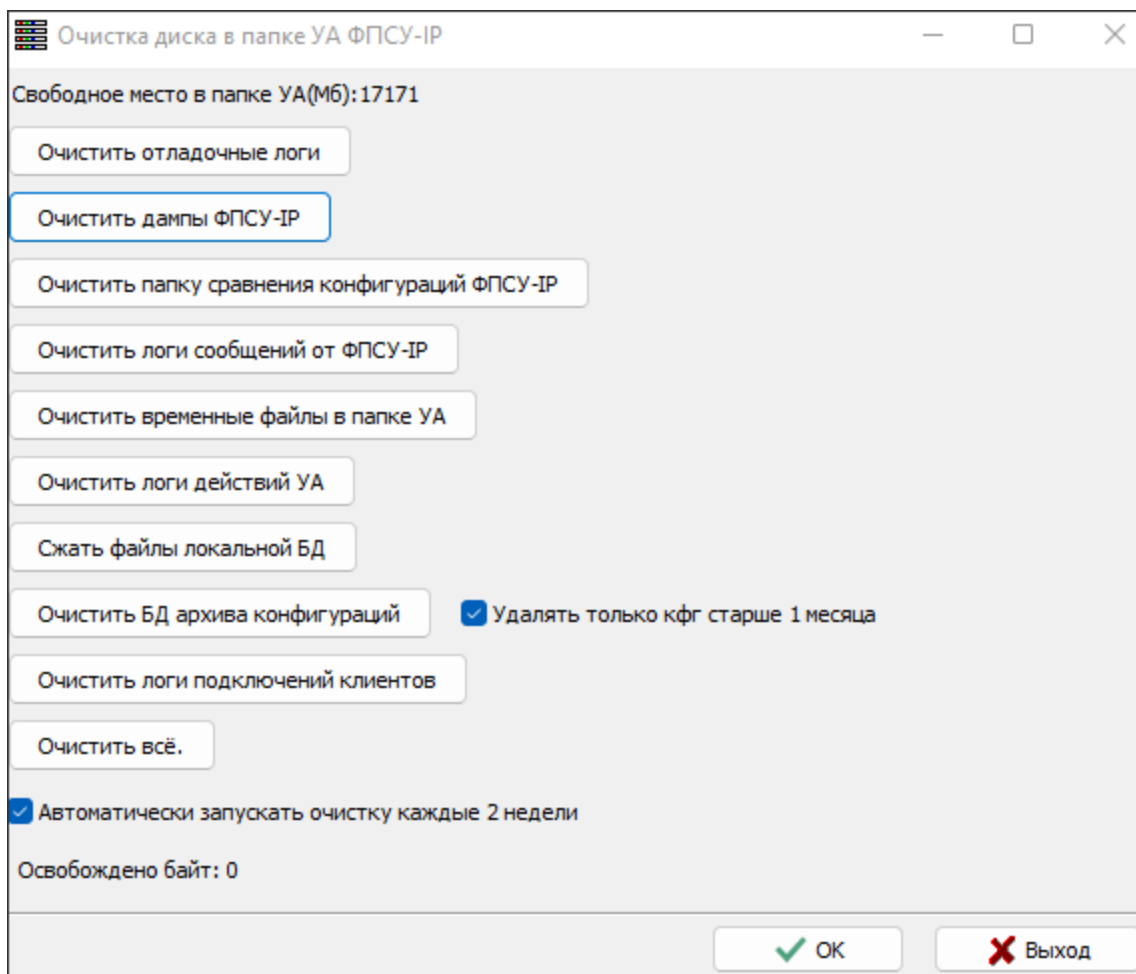 Очистка диска в папке УА ФПСУ-IP
Свободное место в папке УА(Мб):17171
Очистить отладочные логи
Очистить дампы ФПСУ-IP
Очистить папку сравнения конфигураций ФПСУ-IP
Очистить логи сообщений от ФПСУ-IP
Очистить временные файлы в папке УА
Очистить логи действий УА
Сжать файлы локальной БД
Очистить БД архива конфигураций Удалять только кфг старше 1 месяца
Очистить логи подключений клиентов
Очистить всё.
Автоматически запускать очистку каждые 2 недели
Освобождено байт: 0
ОК Выход